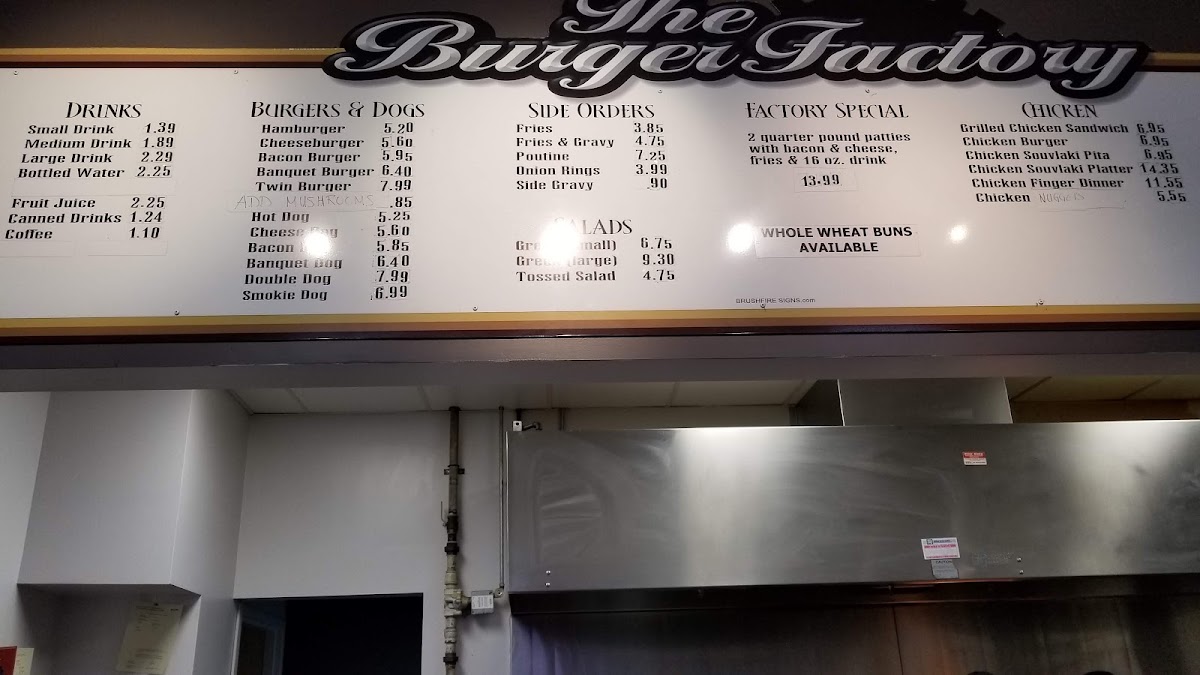 The
Burger Factory
DRINKS
Small Drink 1.39
Medium Drink 1.89
Large Drink 2.29
Bottled Water 2.25
Fruit Juice 2.25
Canned Drinks 1.24
Coffee 1.10
BURGERS & DOGS
Hamburger 5.20
Cheeseburger 5.60
Bacon Burger 5.95
Banquet Burger 6.40
Twin Burger 7.99
ADD MUSHROOMS .85
Hot Dog 5.25
Cheese Dog 5.60
Bacon 5.85
Banquet Dog 6.40
Double Dog 7.99
Smokie Dog 6.99
SIDE ORDERS
Fries 3.85
Fries & Gravy 4.75
Poutine 7.25
Onion Rings 3.99
Side Gravy .90
SALADS
(small) 6.75
(large) 9.30
Tossed Salad 4.75
FACTORY SPECIAL
2 quarter pound patties
with bacon & cheese,
fries & 16 oz. drink
13.99
WHOLE WHEAT BUNS
AVAILABLE
BRUSHFIRE SIGNS.com
CHICKEN
Grilled Chicken Sandwich 6.95
Chicken Burger 6.95
Chicken Souvlaki Pita 6.95
Chicken Souvlaki Platter 14.35
Chicken Finger Dinner 11.55
Chicken NUGGETS 5.55